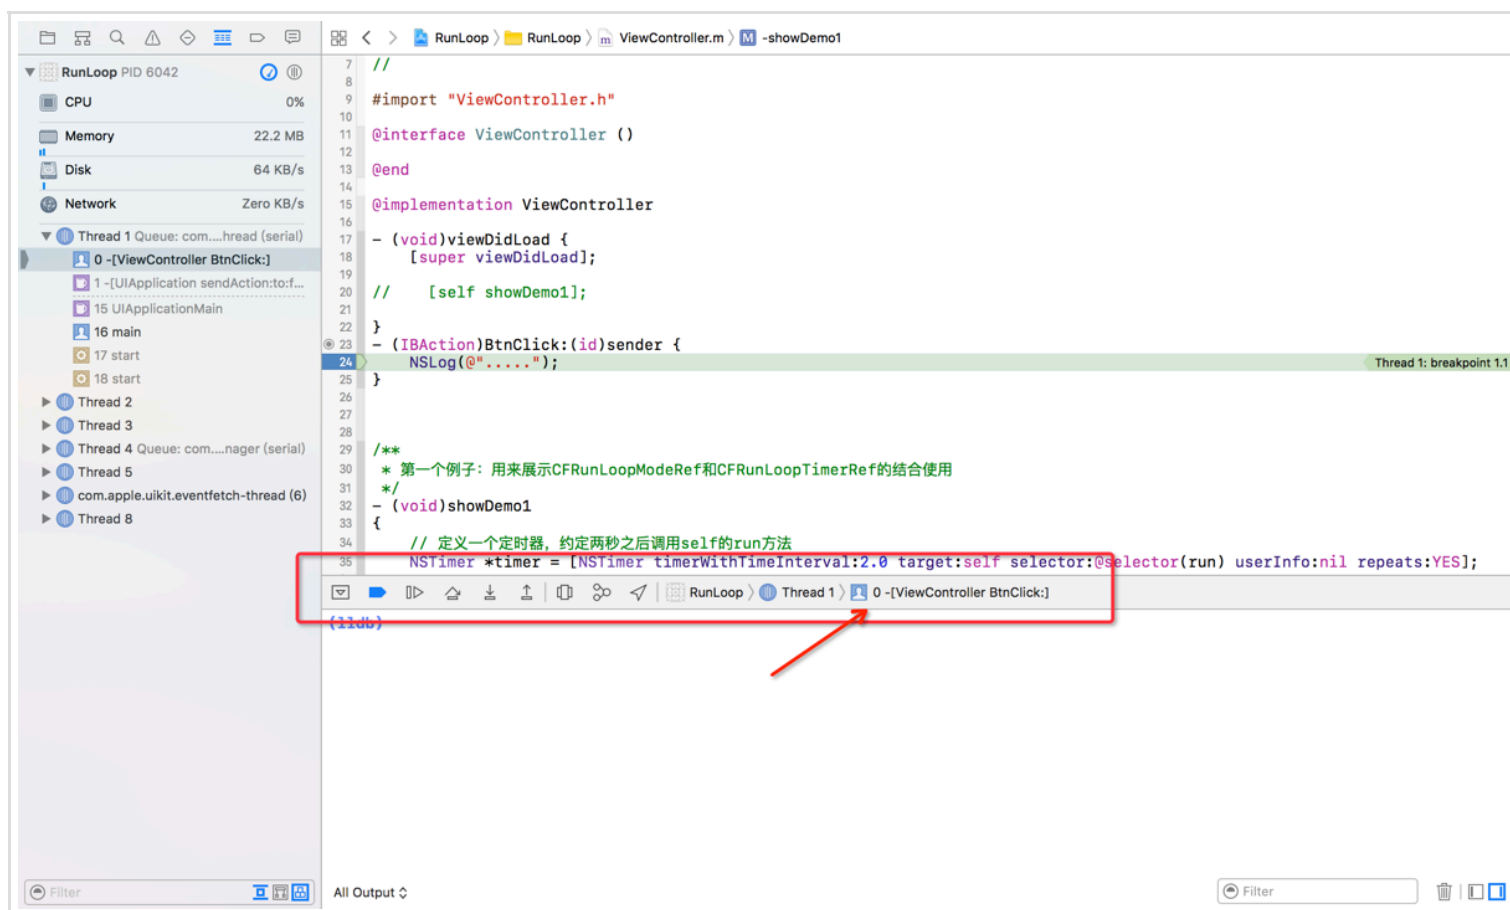 RunLoop RunLoop ViewController.m M -showDemo1
RunLoop PID 6042
CPU 0%
Memory 22.2 MB
Disk 64 KB/s
Network Zero KB/s
Thread 1 Queue: com....hread (serial)
0 -[ViewController BtnClick:]
1 -[UIApplication sendAction:to:f...
15 UIApplicationMain
16 main
17 start
18 start
Thread 2
Thread 3
Thread 4 Queue: com....nager (serial)
Thread 5
com.apple.uikit.eventfetch-thread (6)
Thread 8
Filter
7 //
8
9 #import "ViewController.h"
10
11 @interface ViewController ()
12
13 @end
14
15 @implementation ViewController
16
17 - (void)viewDidLoad {
18 [super viewDidLoad];
19
20 // [self showDemo1];
21
22 }
23 - (IBAction)BtnClick:(id)sender {
24 NSLog(@"....."); Thread 1: breakpoint 1.1
25 }
26
27
28
29 /**
30 * 第一个例子：用来展示CFRunLoopModeRef和CFRunLoopTimerRef的结合使用
31 */
32 - (void)showDemo1
33 {
34 // 定义一个定时器，约定两秒之后调用self的run方法
35 NSTimer *timer = [NSTimer timerWithTimeInterval:2.0 target:self selector:@selector(run) userInfo:nil repeats:YES];
RunLoop Thread 1 0 -[ViewController BtnClick:]
(lldb)
All Output
Filter